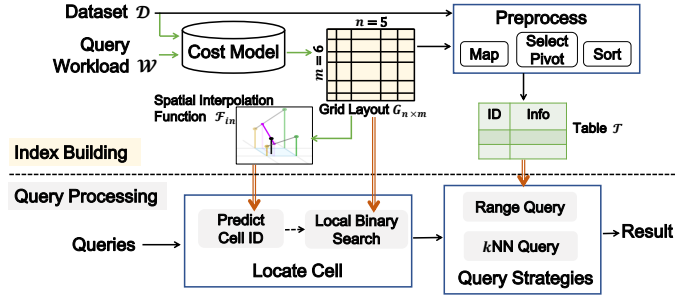 Dataset 𝒟
Query
Workload 𝒲
Cost Model
n = 5
m = 6
Grid Layout Gₙₓₘ
Preprocess
Map
Select
Pivot
Sort
Spatial Interpolation
Function ℱᵢₙ
ID Info
Table 𝒯
Index Building
Query Processing
Queries
Predict
Cell ID
Local Binary
Search
Locate Cell
Range Query
kNN Query
Query Strategies
Result